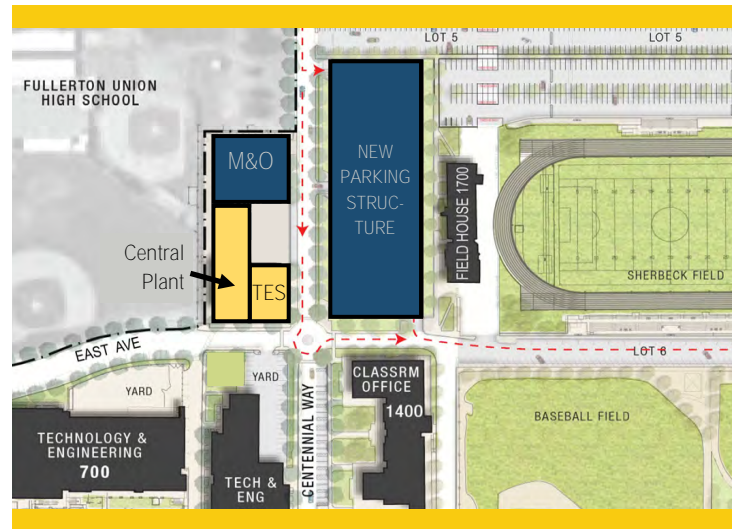 LOT 5
LOT 5
FULLERTON UNION
HIGH SCHOOL
M&O
NEW
PARKING
STRUC-
TURE
FIELD HOUSE 1700
Central
Plant
TES
SHERBECK FIELD
EAST AVE
LOT 6
YARD
YARD
CENTENNIAL WAY
CLASSRM
OFFICE
1400
BASEBALL FIELD
TECHNOLOGY &
ENGINEERING
700
TECH &
ENG